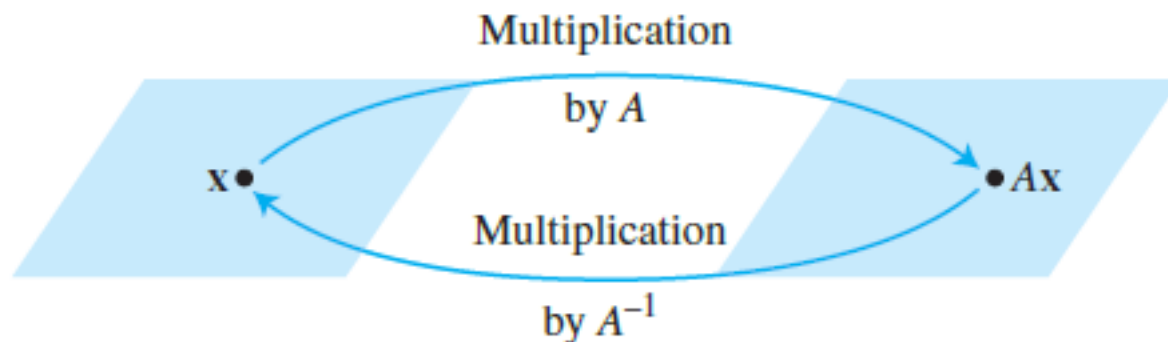 Multiplication
by A
x
Ax
Multiplication
by A⁻¹